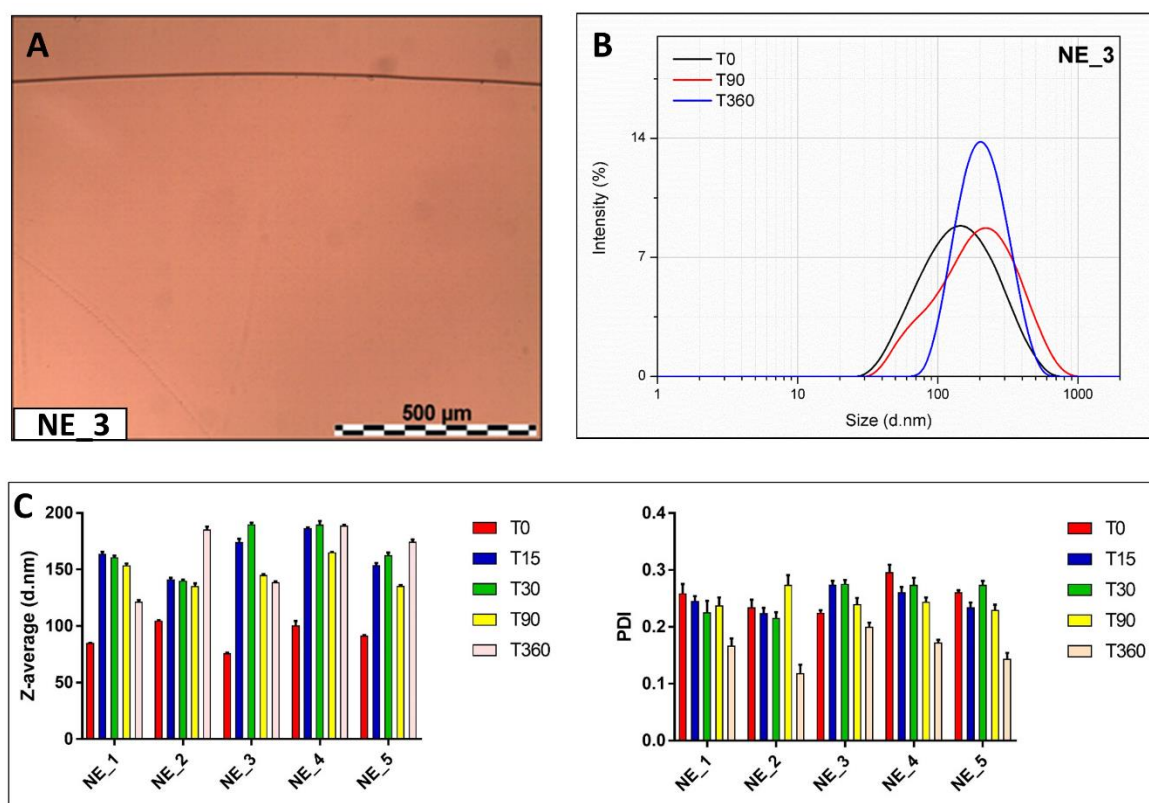 A
NE_3
500 µm
B
NE_3
T0
T90
T360
Intensity (%)
14
7
0
1
10
100
1000
Size (d.nm)
C
Z-average (d.nm)
200
150
100
50
0
NE_1
NE_2
NE_3
NE_4
NE_5
T0
T15
T30
T90
T360
PDI
0.4
0.3
0.2
0.1
0.0
NE_1
NE_2
NE_3
NE_4
NE_5
T0
T15
T30
T90
T360